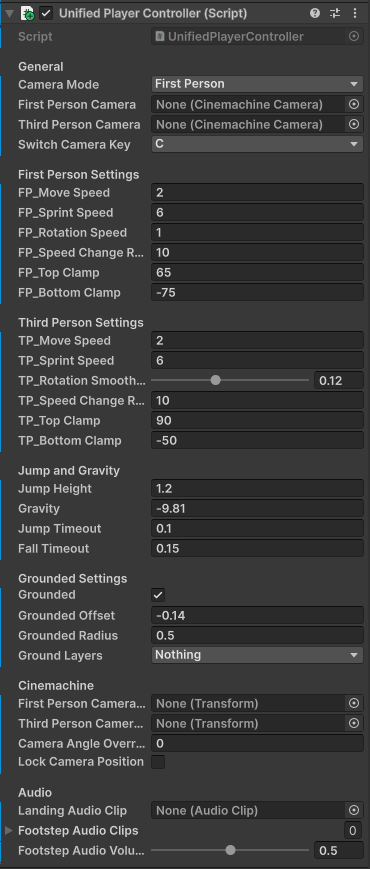 Unified Player Controller (Script)
Script UnifiedPlayerController
General
Camera Mode First Person
First Person Camera None (Cinemachine Camera)
Third Person Camera None (Cinemachine Camera)
Switch Camera Key C
First Person Settings
FP_Move Speed 2
FP_Sprint Speed 6
FP_Rotation Speed 1
FP_Speed Change R... 10
FP_Top Clamp 65
FP_Bottom Clamp -75
Third Person Settings
TP_Move Speed 2
TP_Sprint Speed 6
TP_Rotation Smooth... 0.12
TP_Speed Change R... 10
TP_Top Clamp 90
TP_Bottom Clamp -50
Jump and Gravity
Jump Height 1.2
Gravity -9.81
Jump Timeout 0.1
Fall Timeout 0.15
Grounded Settings
Grounded
Grounded Offset -0.14
Grounded Radius 0.5
Ground Layers Nothing
Cinemachine
First Person Camera... None (Transform)
Third Person Camer... None (Transform)
Camera Angle Overr... 0
Lock Camera Position
Audio
Landing Audio Clip None (Audio Clip)
Footstep Audio Clips 0
Footstep Audio Volu... 0.5